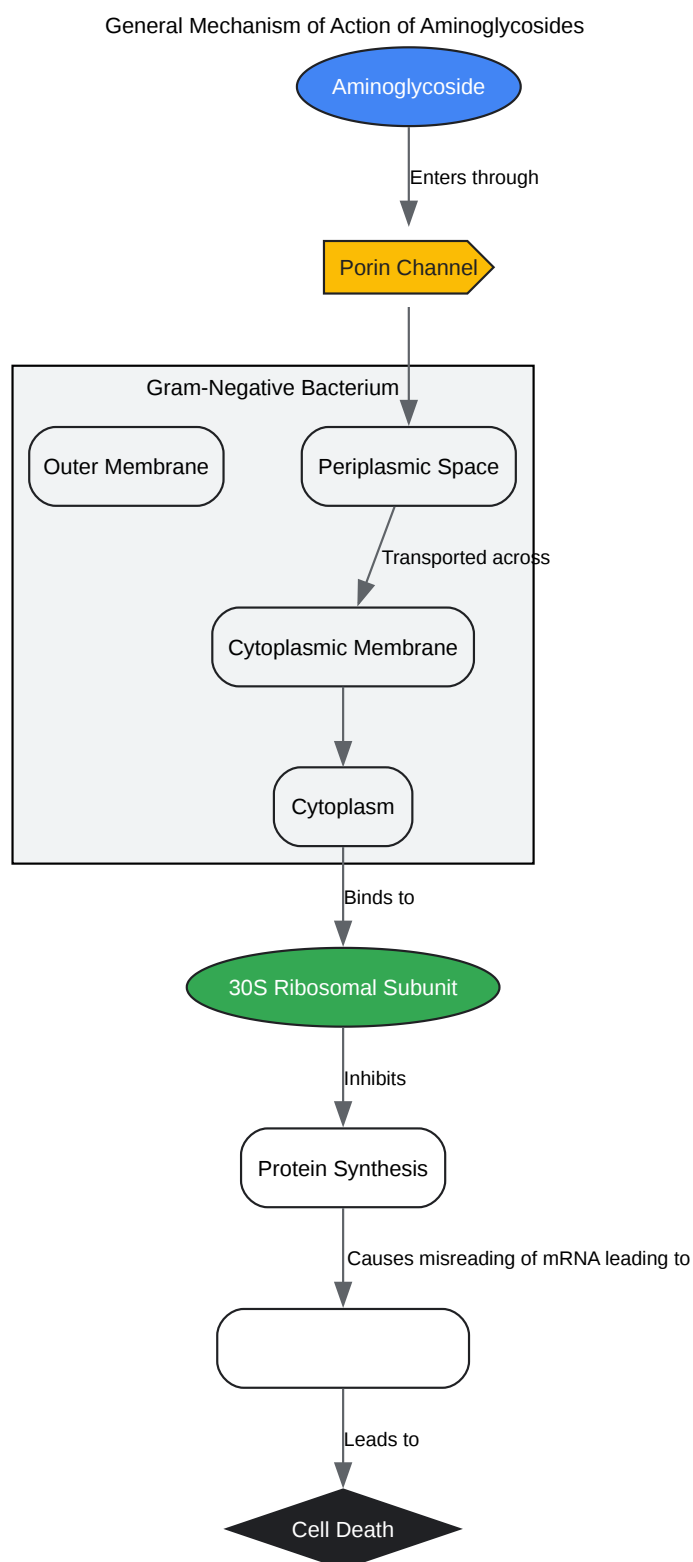 General Mechanism of Action of Aminoglycosides
Aminoglycoside
Enters through
Porin Channel
Gram-Negative Bacterium
Outer Membrane
Periplasmic Space
Transported across
Cytoplasmic Membrane
Cytoplasm
Binds to
30S Ribosomal Subunit
Inhibits
Protein Synthesis
Causes misreading of mRNA leading to
Leads to
Cell Death